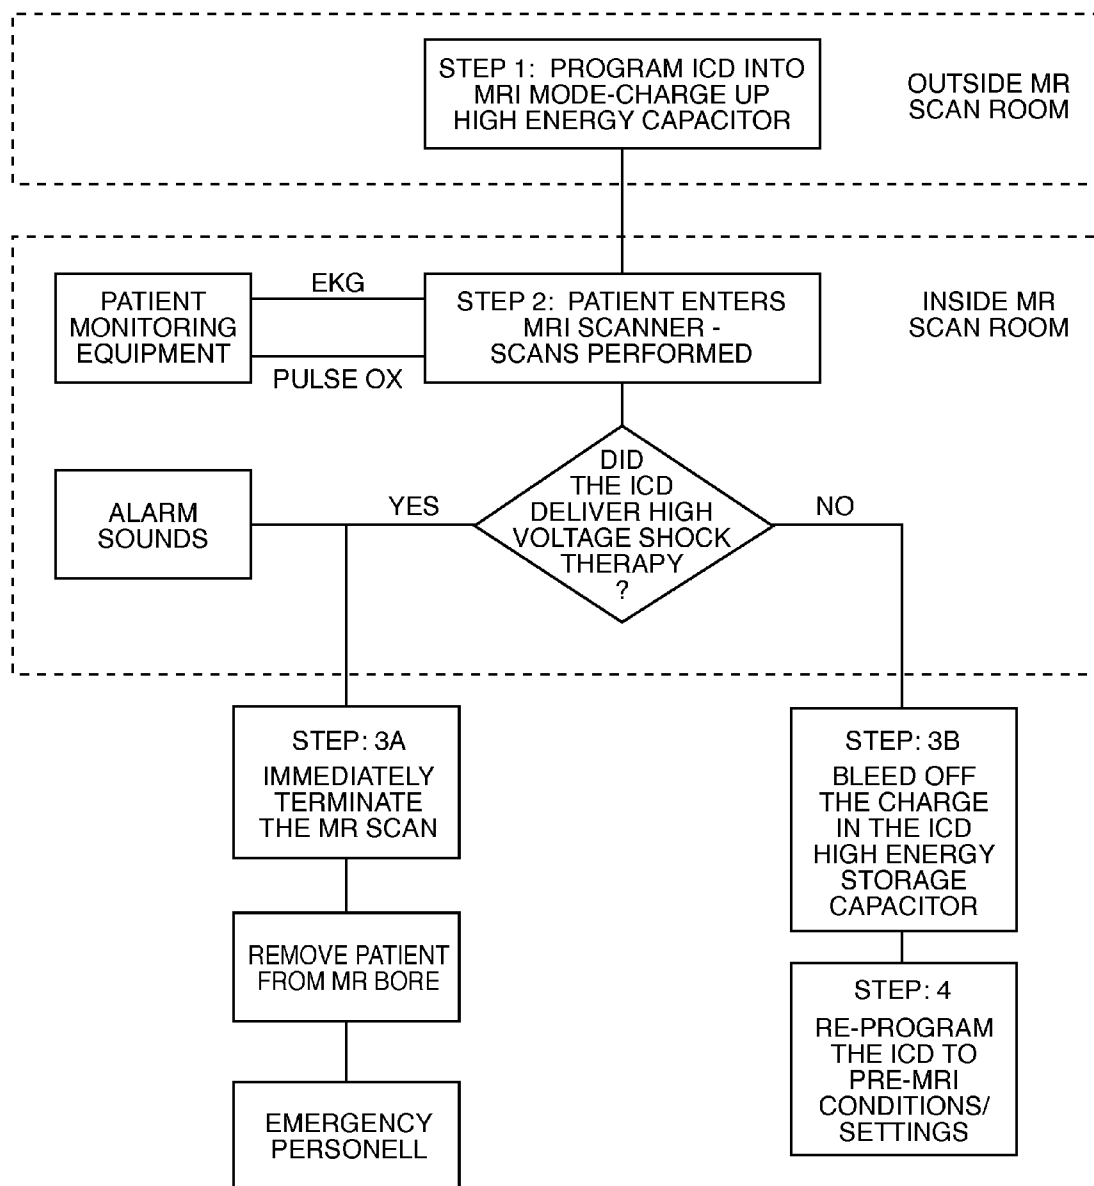 STEP 1: PROGRAM ICD INTO
MRI MODE-CHARGE UP
HIGH ENERGY CAPACITOR
OUTSIDE MR
SCAN ROOM
PATIENT
MONITORING
EQUIPMENT
EKG
PULSE OX
STEP 2: PATIENT ENTERS
MRI SCANNER -
SCANS PERFORMED
INSIDE MR
SCAN ROOM
ALARM
SOUNDS
YES
DID
THE ICD
DELIVER HIGH
VOLTAGE SHOCK
THERAPY
?
NO
STEP: 3A
IMMEDIATELY
TERMINATE
THE MR SCAN
REMOVE PATIENT
FROM MR BORE
EMERGENCY
PERSONELL
STEP: 3B
BLEED OFF
THE CHARGE
IN THE ICD
HIGH ENERGY
STORAGE
CAPACITOR
STEP: 4
RE-PROGRAM
THE ICD TO
PRE-MRI
CONDITIONS/
SETTINGS